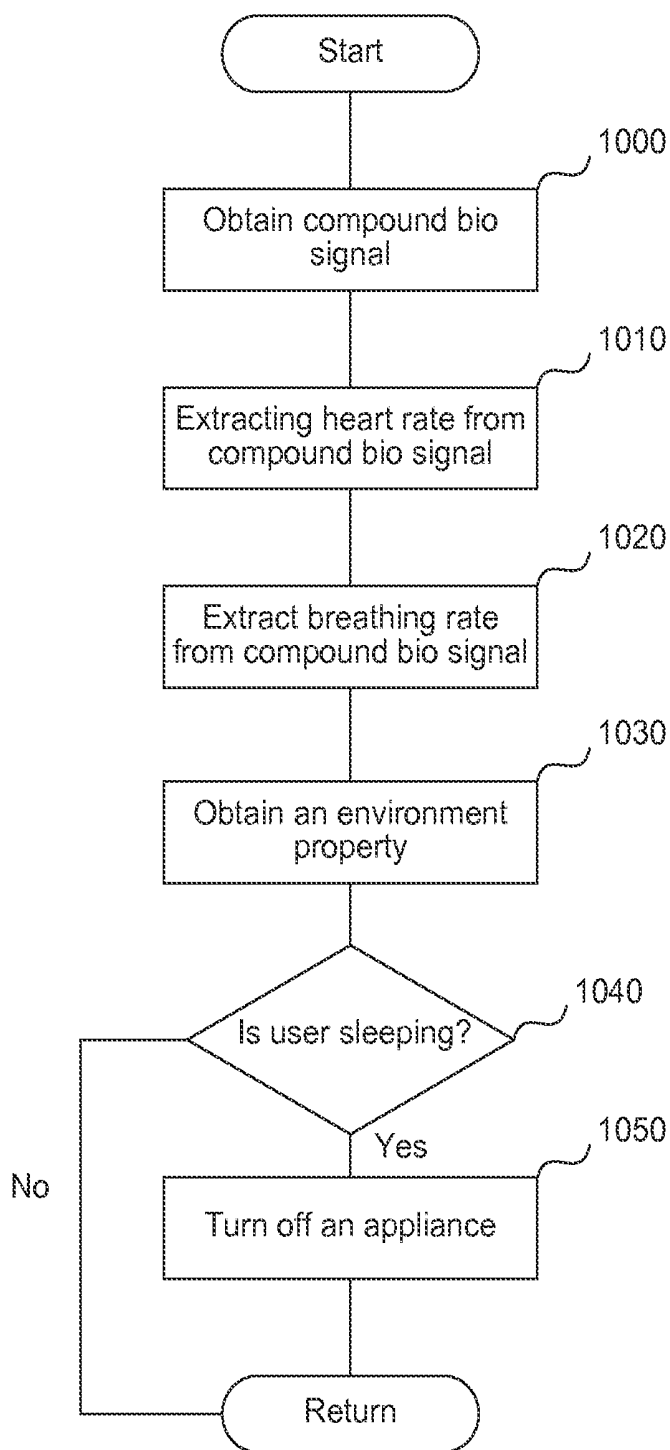 Start
1000
Obtain compound bio
signal
1010
Extracting heart rate from
compound bio signal
1020
Extract breathing rate
from compound bio signal
1030
Obtain an environment
property
1040
Is user sleeping?
Yes
1050
No
Turn off an appliance
Return